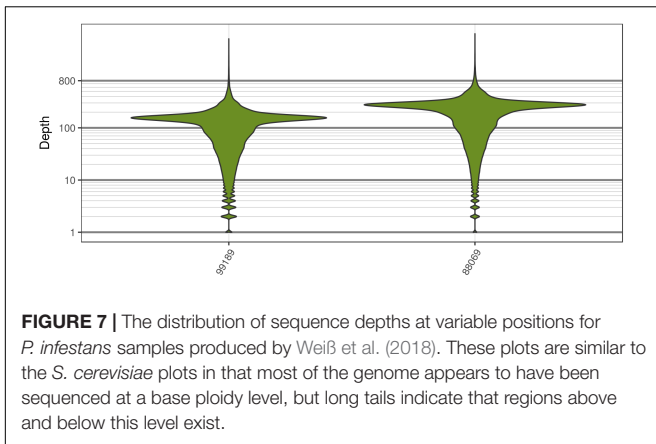 800
100
10
1
Depth
99189
88069
FIGURE 7 | The distribution of sequence depths at variable positions for
P. infestans samples produced by Weiß et al. (2018). These plots are similar to
the S. cerevisiae plots in that most of the genome appears to have been
sequenced at a base ploidy level, but long tails indicate that regions above
and below this level exist.